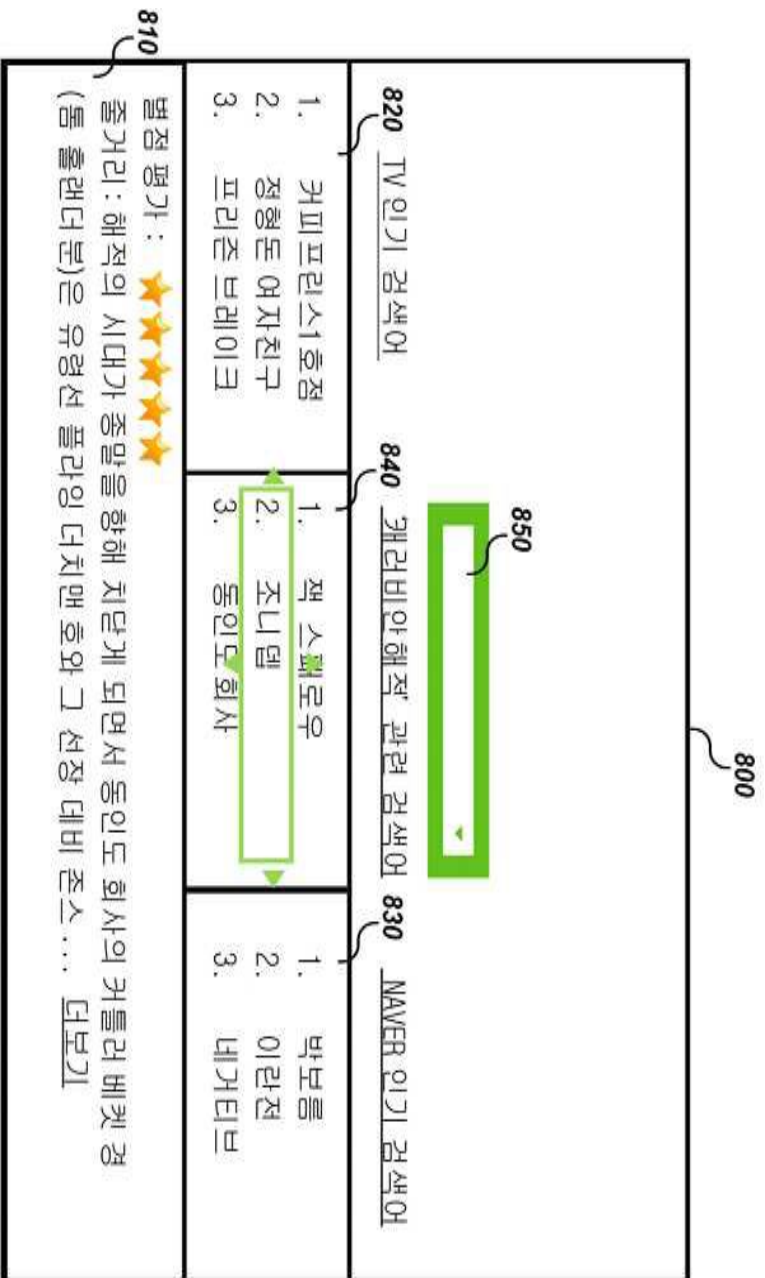 800
850
820 TV 인기 검색어
840 '캐러비안해적' 관련 검색어
830 NAVER 인기 검색어
1. 커피프린스1호점
2. 정형돈 여자친구
3. 프리즌 브레이크
1. 잭 스패로우
2. 조니뎁
3. 동인도회사
1. 박보름
2. 이란전
3. 네거티브
810
별점 평가 : ★★★★★
줄거리: 해적의 시대가 종말을 향해 치닫게 되면서 동인도 회사의 커틀러 베켓 경
(톰 홀랜더 분)은 유령선 플라잉 더치맨 호와 그 선장 데비 존스.... 더보기